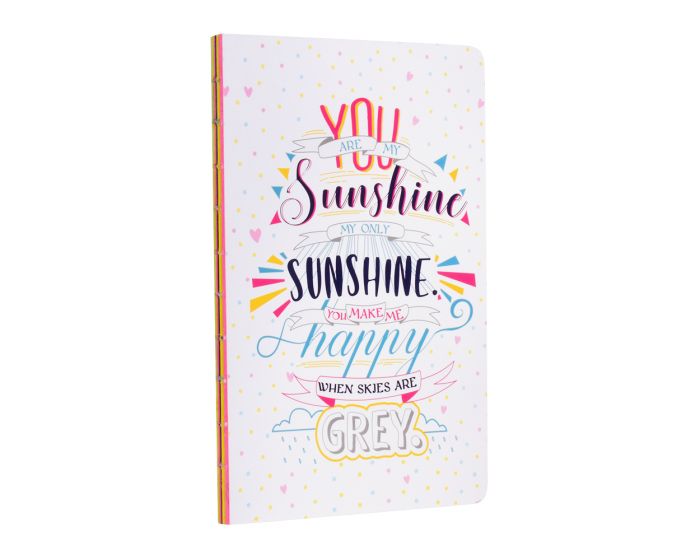 YOU
ARE MY
Sunshine
MY ONLY
SUNSHINE.
YOU MAKE ME
happy
WHEN SKIES ARE
GREY.